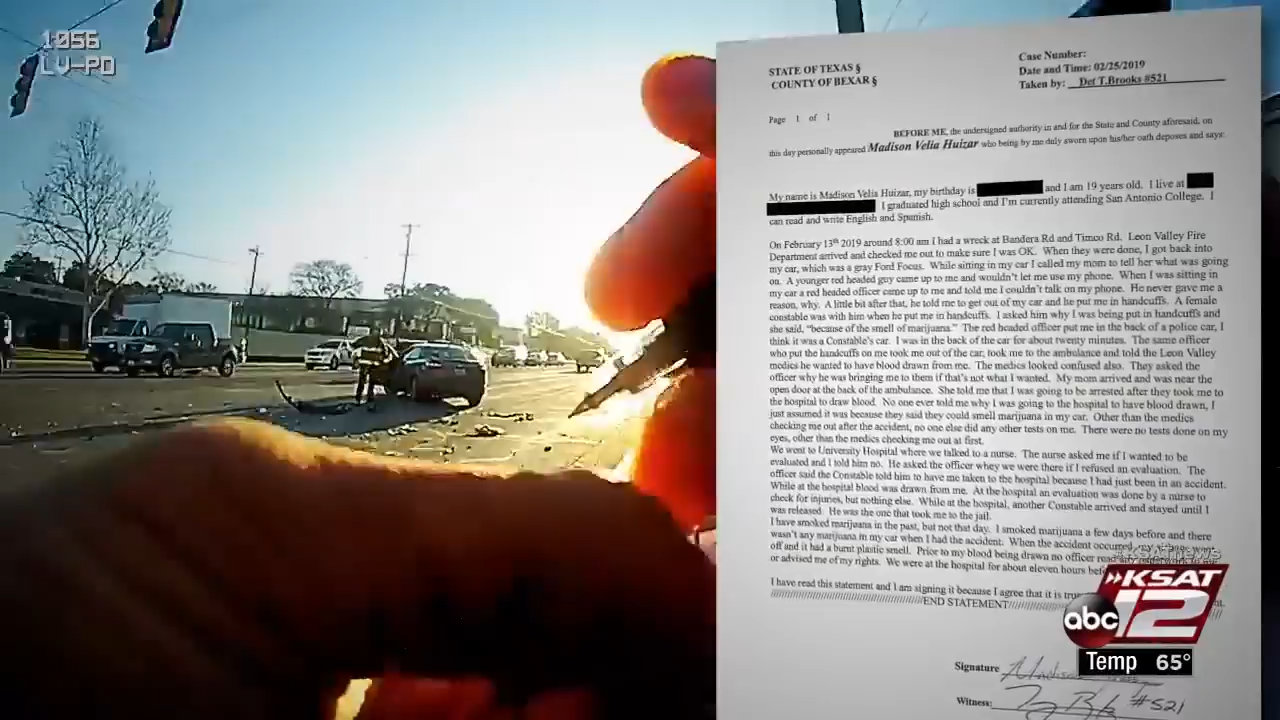 1056
LV-PD
STATE OF TEXAS §
COUNTY OF BEXAR §
Case Number:
Date and Time: 02/25/2019
Taken by: Det T.Brooks #521
Page 1 of 1
BEFORE ME, the undersigned authority in and for the State and County aforesaid, on
this day personally appeared Madison Velia Huizar who being by me duly sworn upon his/her oath deposes and says:
My name is Madison Velia Huizar, my birthday is and I am 19 years old. I live at
I graduated high school and I'm currently attending San Antonio College. I
can read and write English and Spanish.
On February 13th 2019 around 8:00 am I had a wreck at Bandera Rd and Timco Rd. Leon Valley Fire
Department arrived and checked me out to make sure I was OK. When they were done, I got back into
my car, which was a gray Ford Focus. While sitting in my car I called my mom to tell her what was going
on. A younger red headed guy came up to me and wouldn't let me use my phone. When I was sitting in
my car a red headed officer came up to me and told me I couldn't talk on my phone. He never gave me a
reason, why. A little bit after that, he told me to get out of my car and he put me in handcuffs. A female
constable was with him when he put me in handcuffs. I asked him why I was being put in handcuffs and
she said, "because of the smell of marijuana." The red headed officer put me in the back of a police car, I
think it was a Constable's car. I was in the back of the car for about twenty minutes. The same officer
who put the handcuffs on me took me out of the car, took me to the ambulance and told the Leon Valley
medics he wanted to have blood drawn from me. The medics looked confused also. They asked the
officer why he was bringing me to them if that's not what I wanted. My mom arrived and was near the
open door at the back of the ambulance. She told me that I was going to be arrested after they took me to
the hospital to draw blood. No one ever told me why I was going to the hospital to have blood drawn, I
just assumed it was because they said they could smell marijuana in my car. Other than the medics
checking me out after the accident, no one else did any other tests on me. There were no tests done on my
eyes, other than the medics checking me out at first.
We went to University Hospital where we talked to a nurse. The nurse asked me if I wanted to be
evaluated and I told him no. He asked the officer whey we were there if I refused an evaluation. The
officer said the Constable told him to have me taken to the hospital because I had just been in an accident.
While at the hospital blood was drawn from me. At the hospital an evaluation was done by a nurse to
check for injuries, but nothing else. While at the hospital, another Constable arrived and stayed until I
was released. He was the one that took me to the jail.
I have smoked marijuana in the past, but not that day. I smoked marijuana a few days before and there
wasn't any marijuana in my car when I had the accident. When the accident occurred,
off and it had a burnt plastic smell. Prior to my blood being drawn no officer read
or advised me of my rights. We were at the hospital for about eleven hours
I have read this statement and I am signing it because I agree that it is
END STATEMENT
Signature Madison
Witness: #521
#KSATnews
KSAT
12
abc
Temp 65°